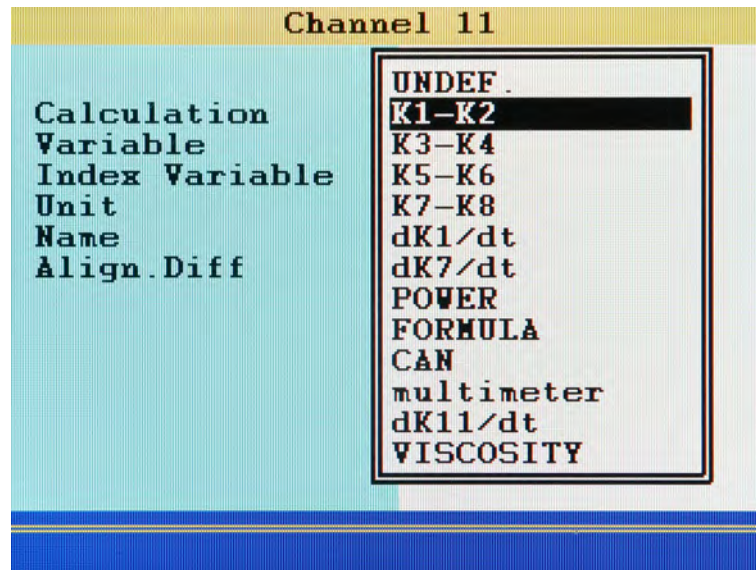 Channel 11
Calculation
Variable
Index Variable
Unit
Name
Align.Diff
UNDEF.
K1-K2
K3-K4
K5-K6
K7-K8
dK1/dt
dK7/dt
POWER
FORMULA
CAN
multimeter
dK11/dt
VISCOSITY